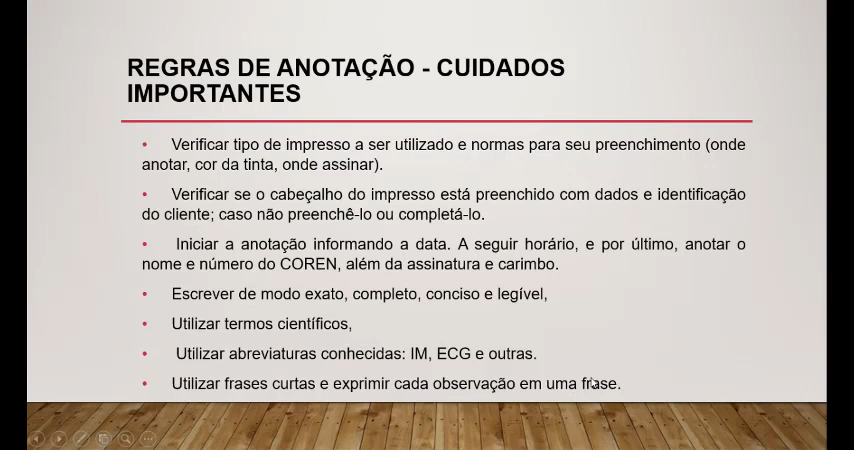 REGRAS DE ANOTAÇÃO - CUIDADOS
IMPORTANTES
• Verificar tipo de impresso a ser utilizado e normas para seu preenchimento (onde
anotar, cor da tinta, onde assinar).
• Verificar se o cabeçalho do impresso está preenchido com dados e identificação
do cliente; caso não preenchê-lo ou completá-lo.
• Iniciar a anotação informando a data. A seguir horário, e por último, anotar o
nome e número do COREN, além da assinatura e carimbo.
• Escrever de modo exato, completo, conciso e legível,
• Utilizar termos científicos,
• Utilizar abreviaturas conhecidas: IM, ECG e outras.
• Utilizar frases curtas e exprimir cada observação em uma frase.